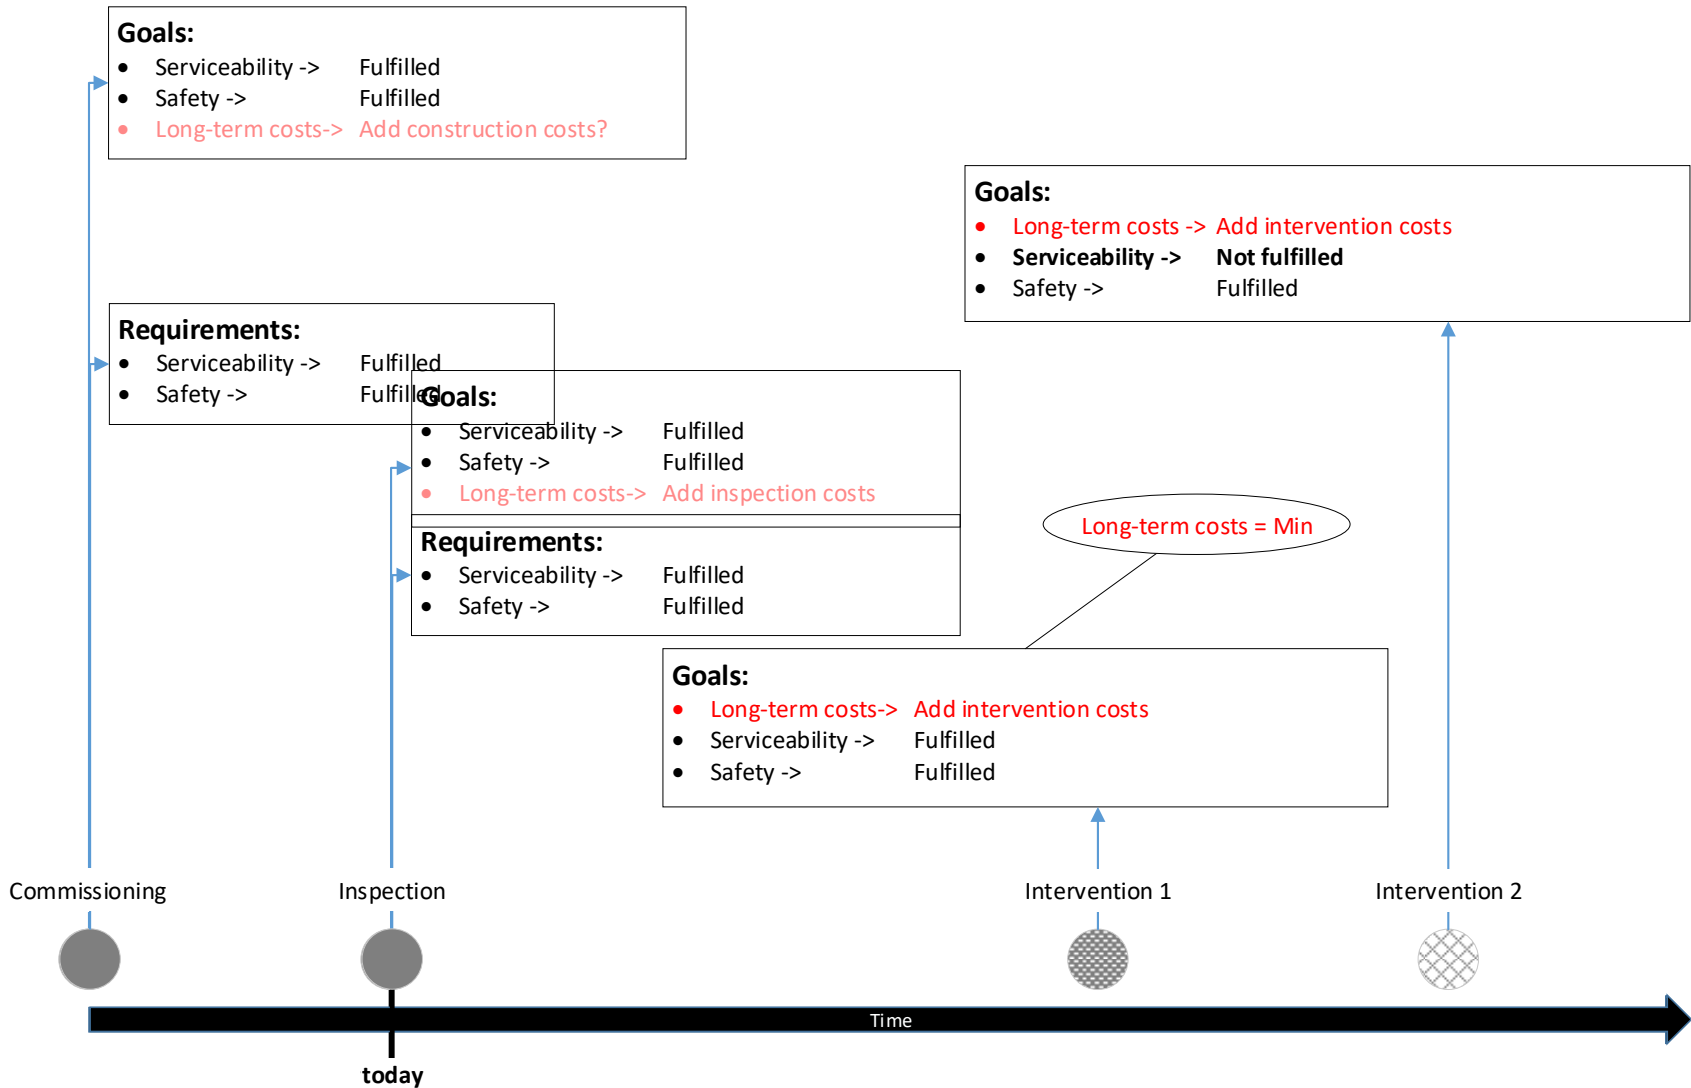 Goals:
• Serviceability -> Fulfilled
• Safety -> Fulfilled
• Long-term costs-> Add construction costs?
Goals:
• Long-term costs -> Add intervention costs
• Serviceability -> Not fulfilled
• Safety -> Fulfilled
Requirements:
• Serviceability -> Fulfilled
• Safety -> Fulfilled
Goals:
• Serviceability -> Fulfilled
• Safety -> Fulfilled
• Long-term costs-> Add inspection costs
Requirements:
• Serviceability -> Fulfilled
• Safety -> Fulfilled
Long-term costs = Min
Goals:
• Long-term costs-> Add intervention costs
• Serviceability -> Fulfilled
• Safety -> Fulfilled
Commissioning
Inspection
Intervention 1
Intervention 2
Time
today